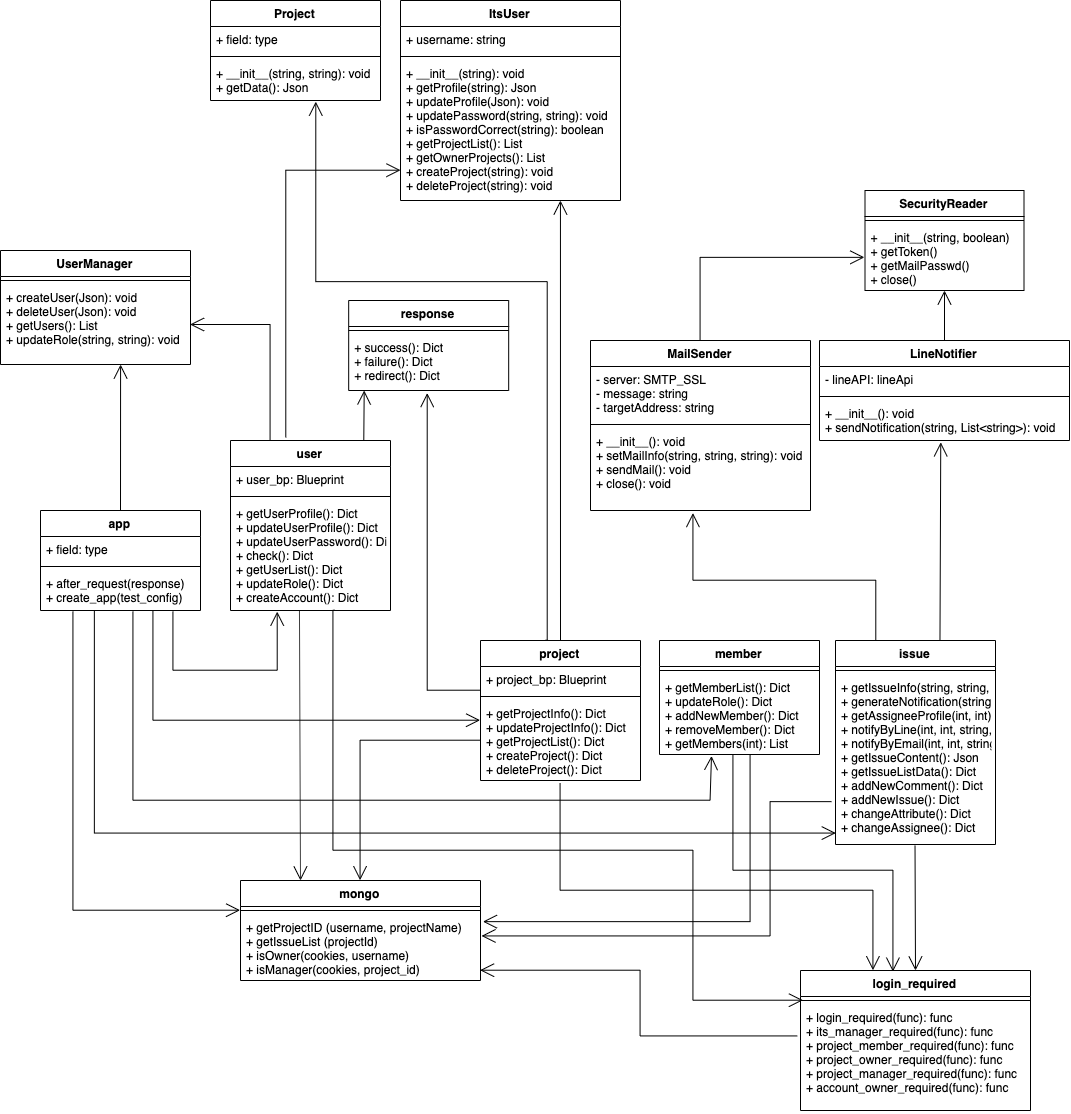 Project
+ field: type
+ __init__(string, string): void
+ getData(): Json
ItsUser
+ username: string
+ __init__(string): void
+ getProfile(string): Json
+ updateProfile(Json): void
+ updatePassword(string, string): void
+ isPasswordCorrect(string): boolean
+ getProjectList(): List
+ getOwnerProjects(): List
+ createProject(string): void
+ deleteProject(string): void
SecurityReader
+ __init__(string, boolean)
+ getToken()
+ getMailPasswd()
+ close()
UserManager
+ createUser(Json): void
+ deleteUser(Json): void
+ getUsers(): List
+ updateRole(string, string): void
response
+ success(): Dict
+ failure(): Dict
+ redirect(): Dict
MailSender
- server: SMTP_SSL
- message: string
- targetAddress: string
+ __init__(): void
+ setMailInfo(string, string, string): void
+ sendMail(): void
+ close(): void
LineNotifier
- lineAPI: lineApi
+ __init__(): void
+ sendNotification(string, List<string>): void
user
+ user_bp: Blueprint
+ getUserProfile(): Dict
+ updateUserProfile(): Dict
+ updateUserPassword(): Di
+ check(): Dict
+ getUserList(): Dict
+ updateRole(): Dict
+ createAccount(): Dict
app
+ field: type
+ after_request(response)
+ create_app(test_config)
project
+ project_bp: Blueprint
+ getProjectInfo(): Dict
+ updateProjectInfo(): Dict
+ getProjectList(): Dict
+ createProject(): Dict
+ deleteProject(): Dict
member
+ getMemberList(): Dict
+ updateRole(): Dict
+ addNewMember(): Dict
+ removeMember(): Dict
+ getMembers(int): List
issue
+ getIssueInfo(string, string,
+ generateNotification(string
+ getAssigneeProfile(int, int)
+ notifyByLine(int, int, string,
+ notifyByEmail(int, int, string
+ getIssueContent(): Json
+ getIssueListData(): Dict
+ addNewComment(): Dict
+ addNewIssue(): Dict
+ changeAttribute(): Dict
+ changeAssignee(): Dict
mongo
+ getProjectID (username, projectName)
+ getIssueList (projectId)
+ isOwner(cookies, username)
+ isManager(cookies, project_id)
login_required
+ login_required(func): func
+ its_manager_required(func): func
+ project_member_required(func): func
+ project_owner_required(func): func
+ project_manager_required(func): func
+ account_owner_required(func): func